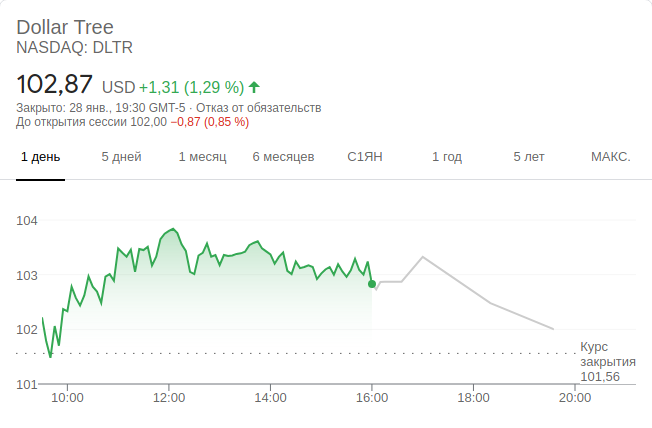 Dollar Tree
NASDAQ: DLTR
102,87 USD +1,31 (1,29 %)
Закрыто: 28 янв., 19:30 GMT-5 · Отказ от обязательств
До открытия сессии 102,00 −0,87 (0,85 %)
1 день 5 дней 1 месяц 6 месяцев С1ЯН 1 год 5 лет МАКС.
104
103
102
Курс
закрытия
101,56
101
10:00 12:00 14:00 16:00 18:00 20:00